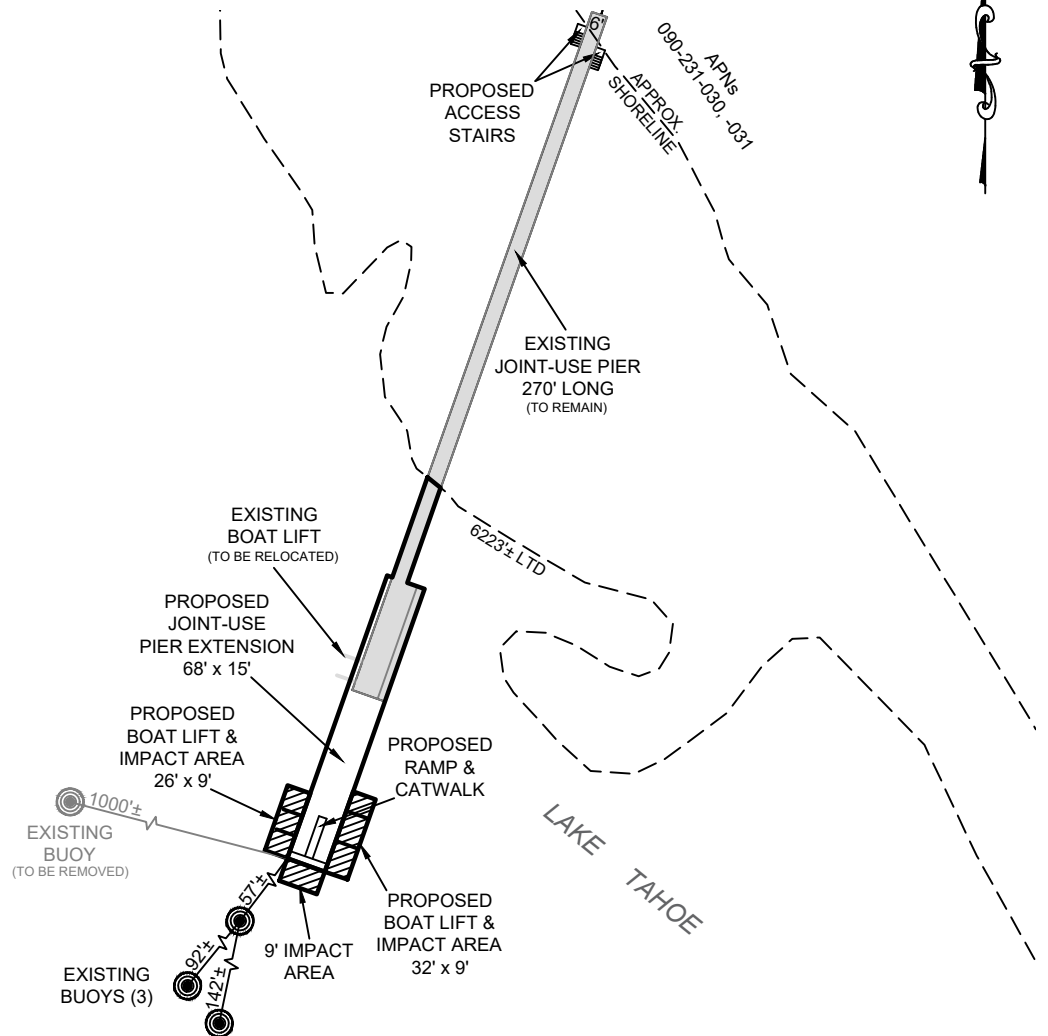 6'
PROPOSED
ACCESS
STAIRS
APPROX.
SHORELINE
APNs
090-231-030, -031
EXISTING
JOINT-USE PIER
270' LONG
(TO REMAIN)
EXISTING
BOAT LIFT
(TO BE RELOCATED)
6223'± LTD
PROPOSED
JOINT-USE
PIER EXTENSION
68' x 15'
PROPOSED
BOAT LIFT &
IMPACT AREA
26' x 9'
PROPOSED
RAMP &
CATWALK
1000'±
EXISTING
BUOY
(TO BE REMOVED)
LAKE TAHOE
57'±
92'±
142'±
EXISTING
BUOYS (3)
9' IMPACT
AREA
PROPOSED
BOAT LIFT &
IMPACT AREA
32' x 9'